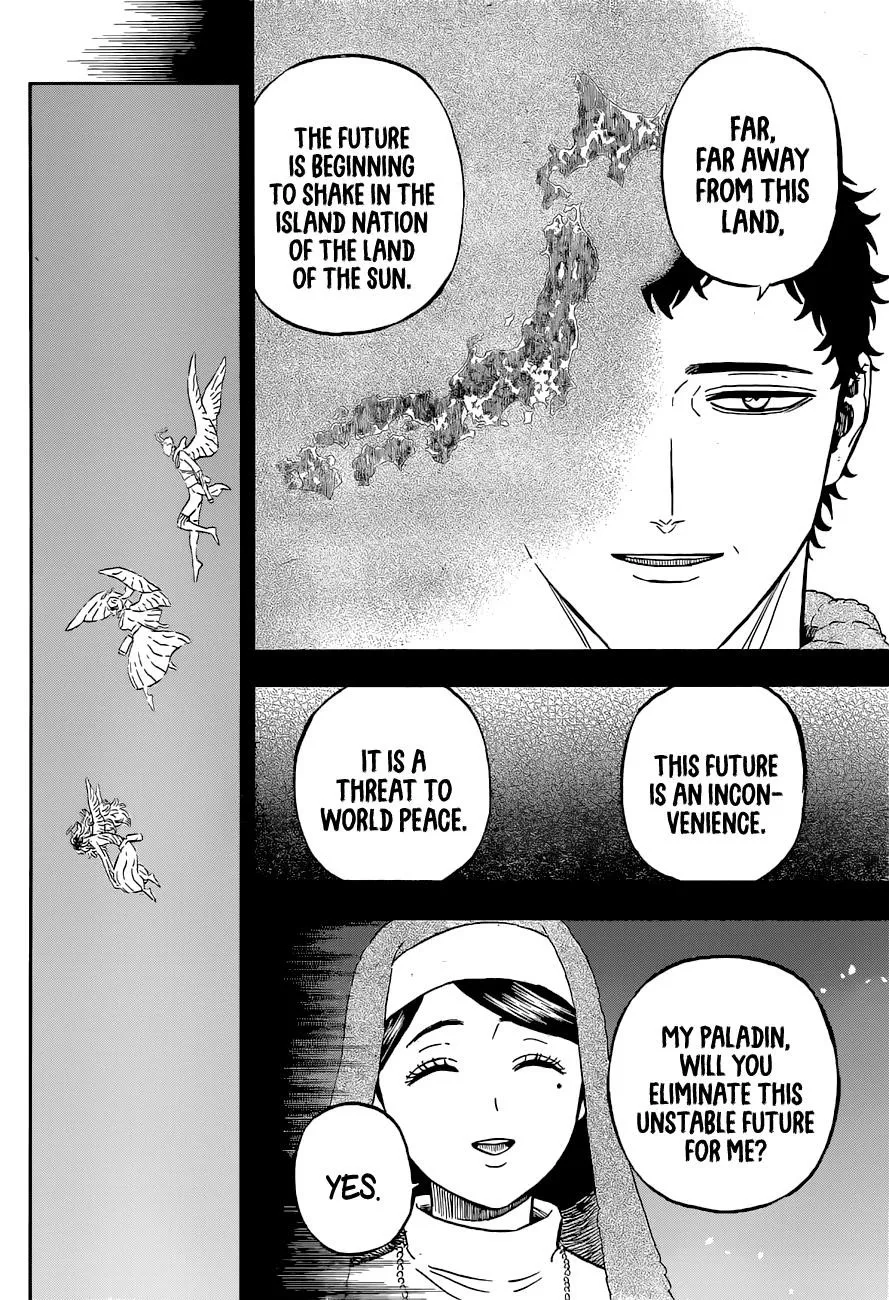 FAR,
FAR AWAY
FROM THIS
LAND,
THE FUTURE
IS BEGINNING
TO SHAKE IN THE
ISLAND NATION
OF THE LAND
OF THE SUN.
THIS FUTURE
IS AN INCON-
VENIENCE.
IT IS A
THREAT TO
WORLD PEACE.
MY PALADIN,
WILL YOU
ELIMINATE THIS
UNSTABLE FUTURE
FOR ME?
YES.